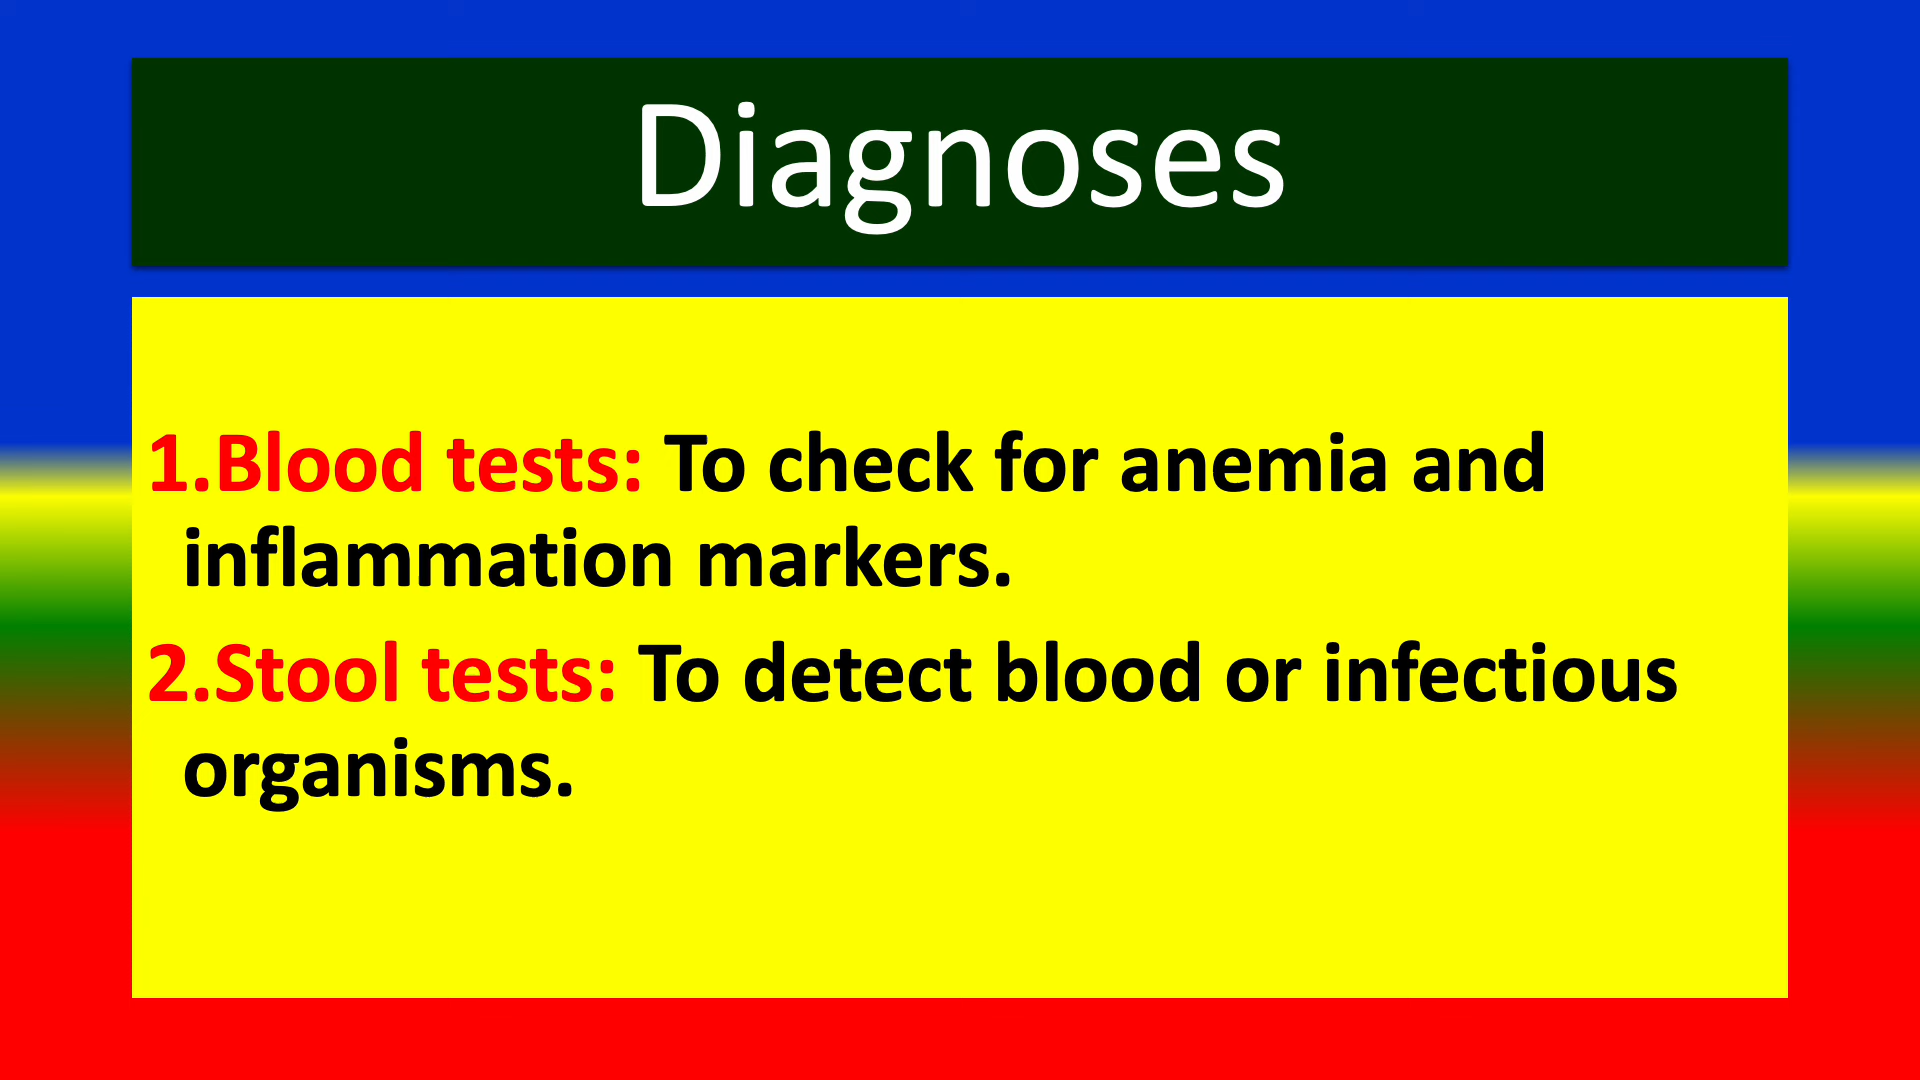 Diagnoses
1.Blood tests: To check for anemia and
inflammation markers.
2.Stool tests: To detect blood or infectious
organisms.